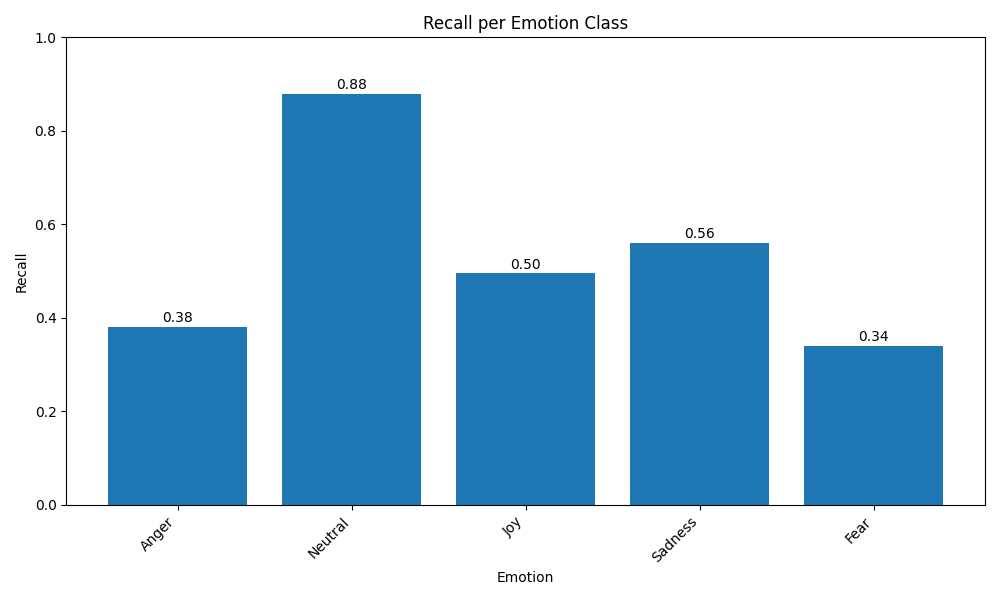 Recall per Emotion Class
1.0
0.8
0.6
0.4
0.2
0.0
Recall
0.38
0.88
0.50
0.56
0.34
Anger
Neutral
Joy
Sadness
Fear
Emotion